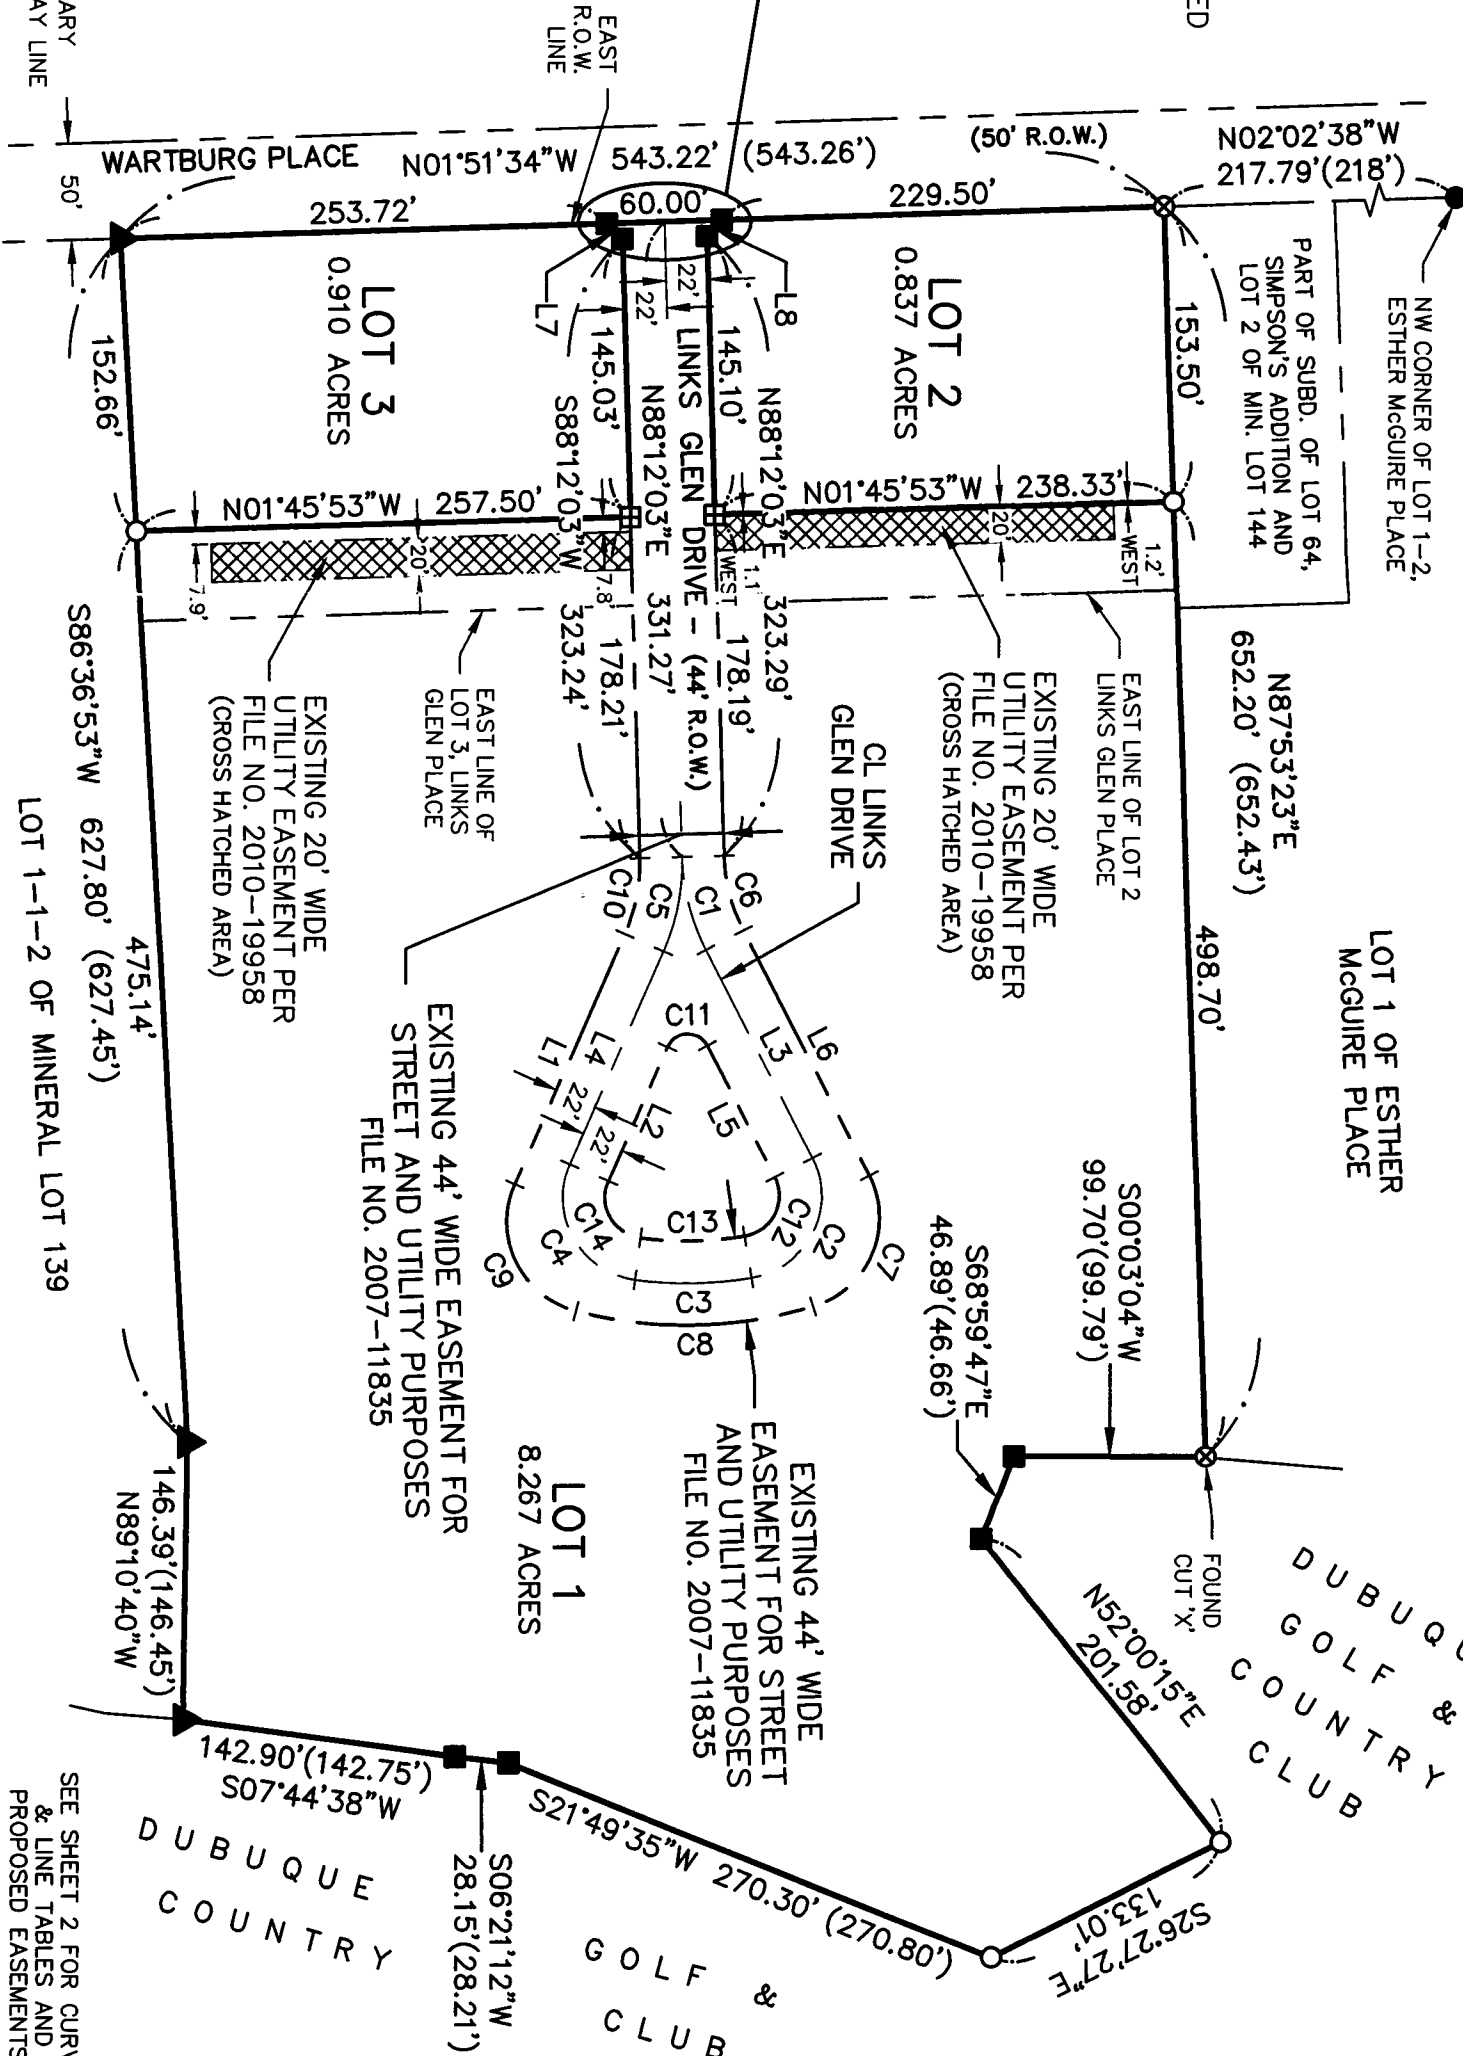 ED
ARY
AY LINE
50'
EAST
R.O.W.
LINE
WARTBURG PLACE
N01°51'34"W 543.22' (543.26')
(50' R.O.W.)
N02°02'38"W
217.79'(218')
NW CORNER OF LOT 1-2,
ESTHER McGUIRE PLACE
PART OF SUBD. OF LOT 64,
SIMPSON'S ADDITION AND
LOT 2 OF MIN. LOT 144
253.72'
60.00'
229.50'
L7
L8
22'
22'
LOT 3
0.910 ACRES
LOT 2
0.837 ACRES
152.66'
153.50'
145.03'
145.10'
S88°12'03"W 323.24'
N88°12'03"E 331.27'
N88°12'03"E 323.29'
LINKS GLEN DRIVE - (44' R.O.W.)
178.21'
178.19'
N01°45'53"W 257.50'
N01°45'53"W 238.33'
20'
20'
7.9'
7.8'
1.1'
WEST
1.2'
WEST
EAST LINE OF
LOT 3, LINKS
GLEN PLACE
EAST LINE OF LOT 2
LINKS GLEN PLACE
EXISTING 20' WIDE
UTILITY EASEMENT PER
FILE NO. 2010-19958
(CROSS HATCHED AREA)
EXISTING 20' WIDE
UTILITY EASEMENT PER
FILE NO. 2010-19958
(CROSS HATCHED AREA)
CL LINKS
GLEN DRIVE
N87°53'23"E
652.20' (652.43')
498.70'
LOT 1 OF ESTHER
McGUIRE PLACE
S86°36'53"W 627.80' (627.45')
475.14'
LOT 1-1-2 OF MINERAL LOT 139
C10
C5
C1
C6
C11
L1
L4
L2
L5
L3
L6
22'
22'
C9
C4
C14
C13
C12
C2
C7
C3
C8
EXISTING 44' WIDE EASEMENT FOR
STREET AND UTILITY PURPOSES
FILE NO. 2007-11835
EXISTING 44' WIDE
EASEMENT FOR STREET
AND UTILITY PURPOSES
FILE NO. 2007-11835
LOT 1
8.267 ACRES
S00°03'04"W
99.70'(99.79')
S68°59'47"E
46.89'(46.66')
FOUND
CUT 'X'
N52°00'15"E
201.58'
S26°27'27"E
133.01'
S21°49'35"W 270.30' (270.80')
S06°21'12"W
28.15'(28.21')
142.90'(142.75')
S07°44'38"W
146.39'(146.45')
N89°10'40"W
DUBUQU
GOLF &
COUNTRY
CLUB
DUBUQUE
COUNTRY
GOLF &
CLUB
SEE SHEET 2 FOR CURV
& LINE TABLES AND
PROPOSED EASEMENTS